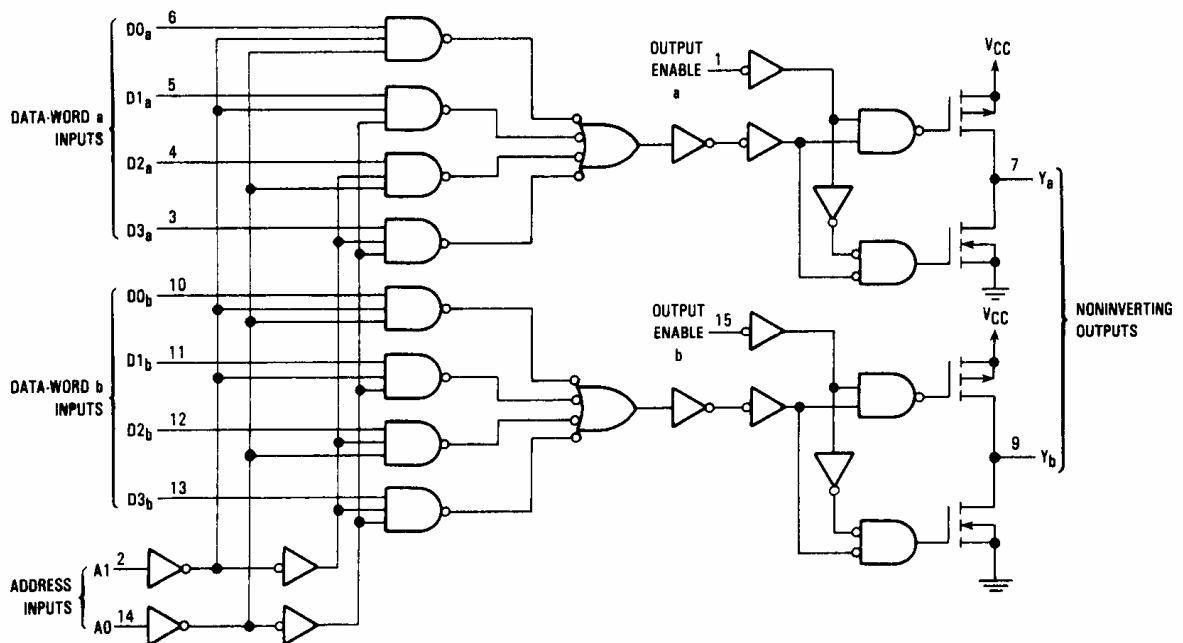 D0a 6
D1a 5
DATA-WORD a
INPUTS
D2a 4
D3a 3
OUTPUT
ENABLE 1
a
VCC
7 Ya
D0b 10
D1b 11
DATA-WORD b
INPUTS
D2b 12
D3b 13
OUTPUT
ENABLE 15
b
VCC
NONINVERTING
OUTPUTS
9 Yb
A1 2
ADDRESS
INPUTS
A0 14